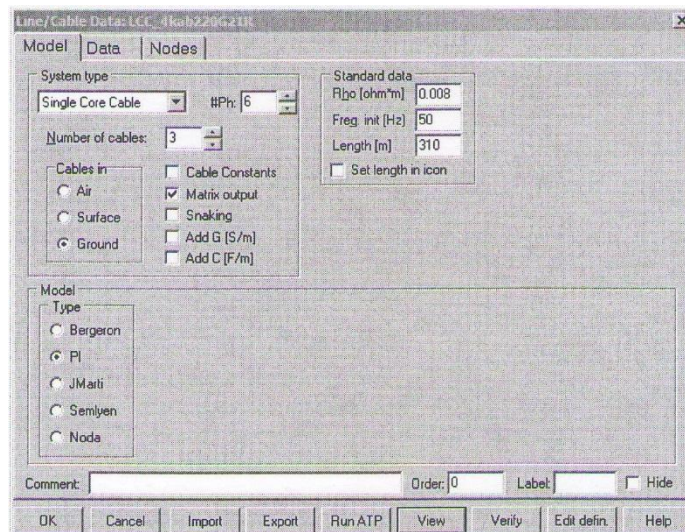 Line/Cable Data: LCC_4kab220G21R
Model Data Nodes
System type
Single Core Cable #Ph: 6
Number of cables: 3
Cables in
Air
Surface
Ground
Cable Constants
Matrix output
Snaking
Add G [S/m]
Add C [F/m]
Standard data
Rho [ohm*m] 0.008
Freq. init [Hz] 50
Length [m] 310
Set length in icon
Model
Type
Bergeron
PI
JMarti
Semlyen
Noda
Comment: Order: 0 Label: Hide
OK Cancel Import Export Run ATP View Verify Edit defin. Help